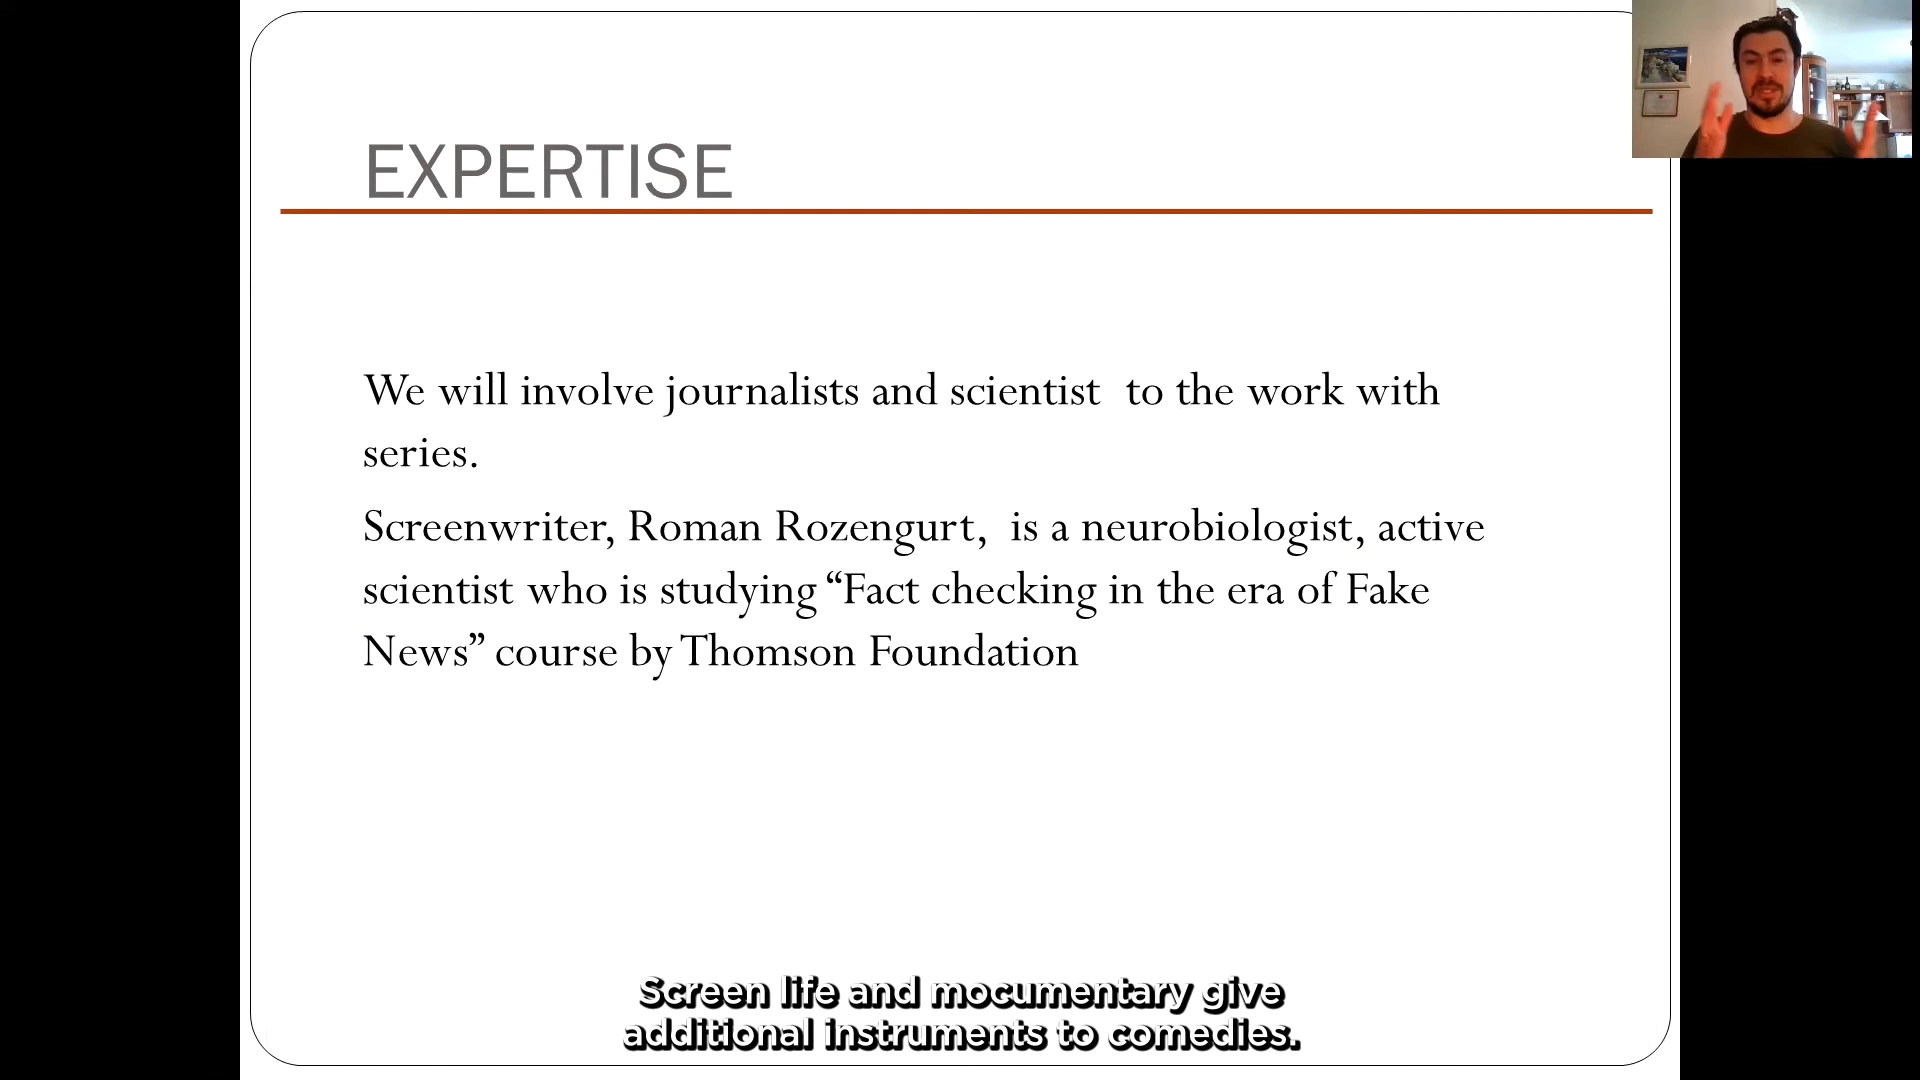 EXPERTISE
We will involve journalists and scientist  to the work with
series.
Screenwriter, Roman Rozengurt,  is a neurobiologist, active
scientist who is studying “Fact checking in the era of Fake
News” course by Thomson Foundation
Screen life and mocumentary give
additional instruments to comedies.